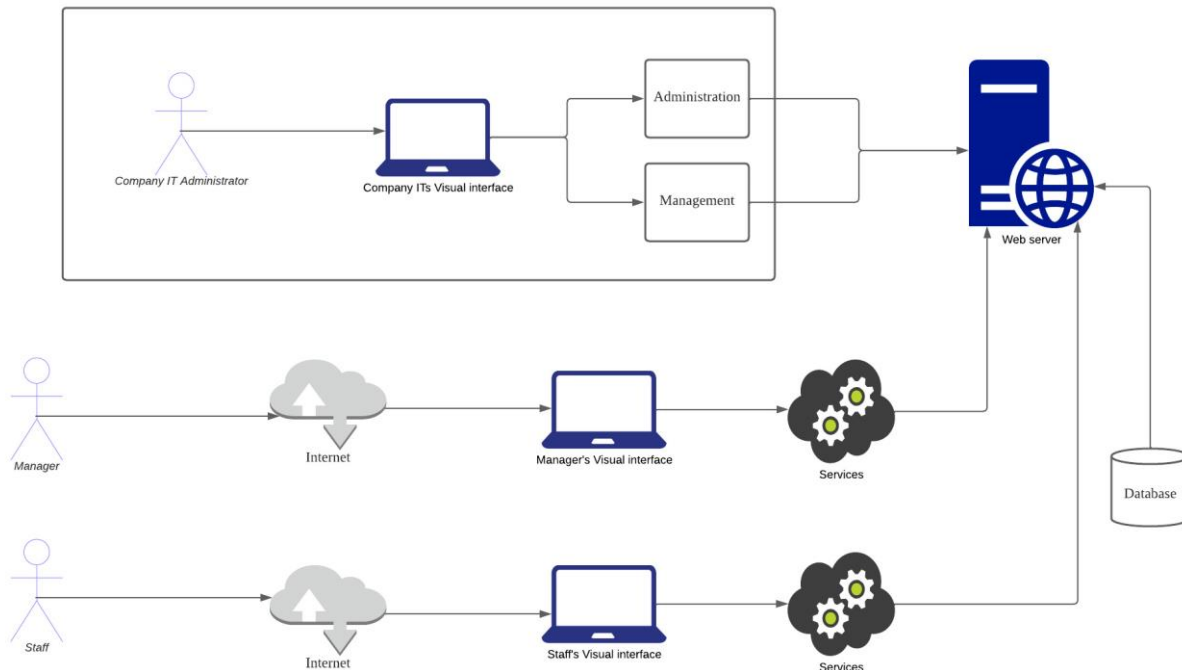 Administration
Company IT Administrator
Company ITs Visual interface
Management
Web server
Manager
Internet
Manager's Visual interface
Services
Database
Staff
Internet
Staff's Visual interface
Services